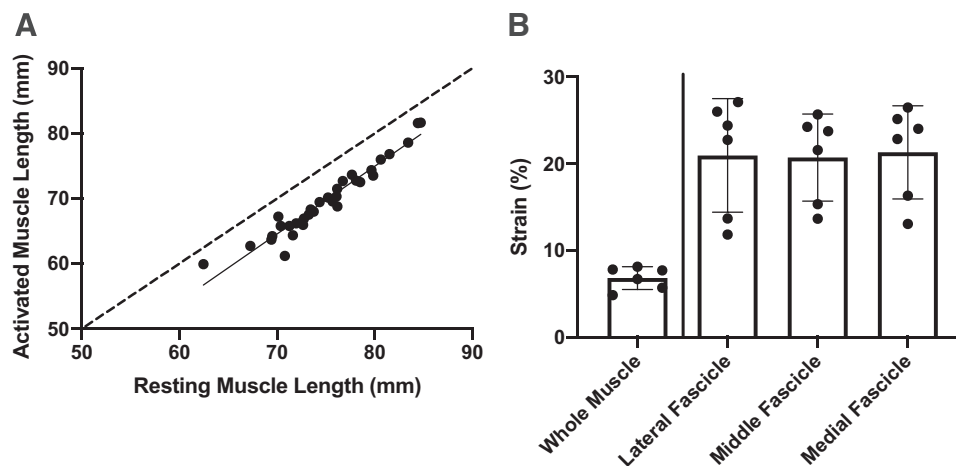 A
Activated Muscle Length (mm)
90
80
70
60
50
50 60 70 80 90
Resting Muscle Length (mm)
B
Strain (%)
30
20
10
0
Whole Muscle
Lateral Fascicle
Middle Fascicle
Medial Fascicle